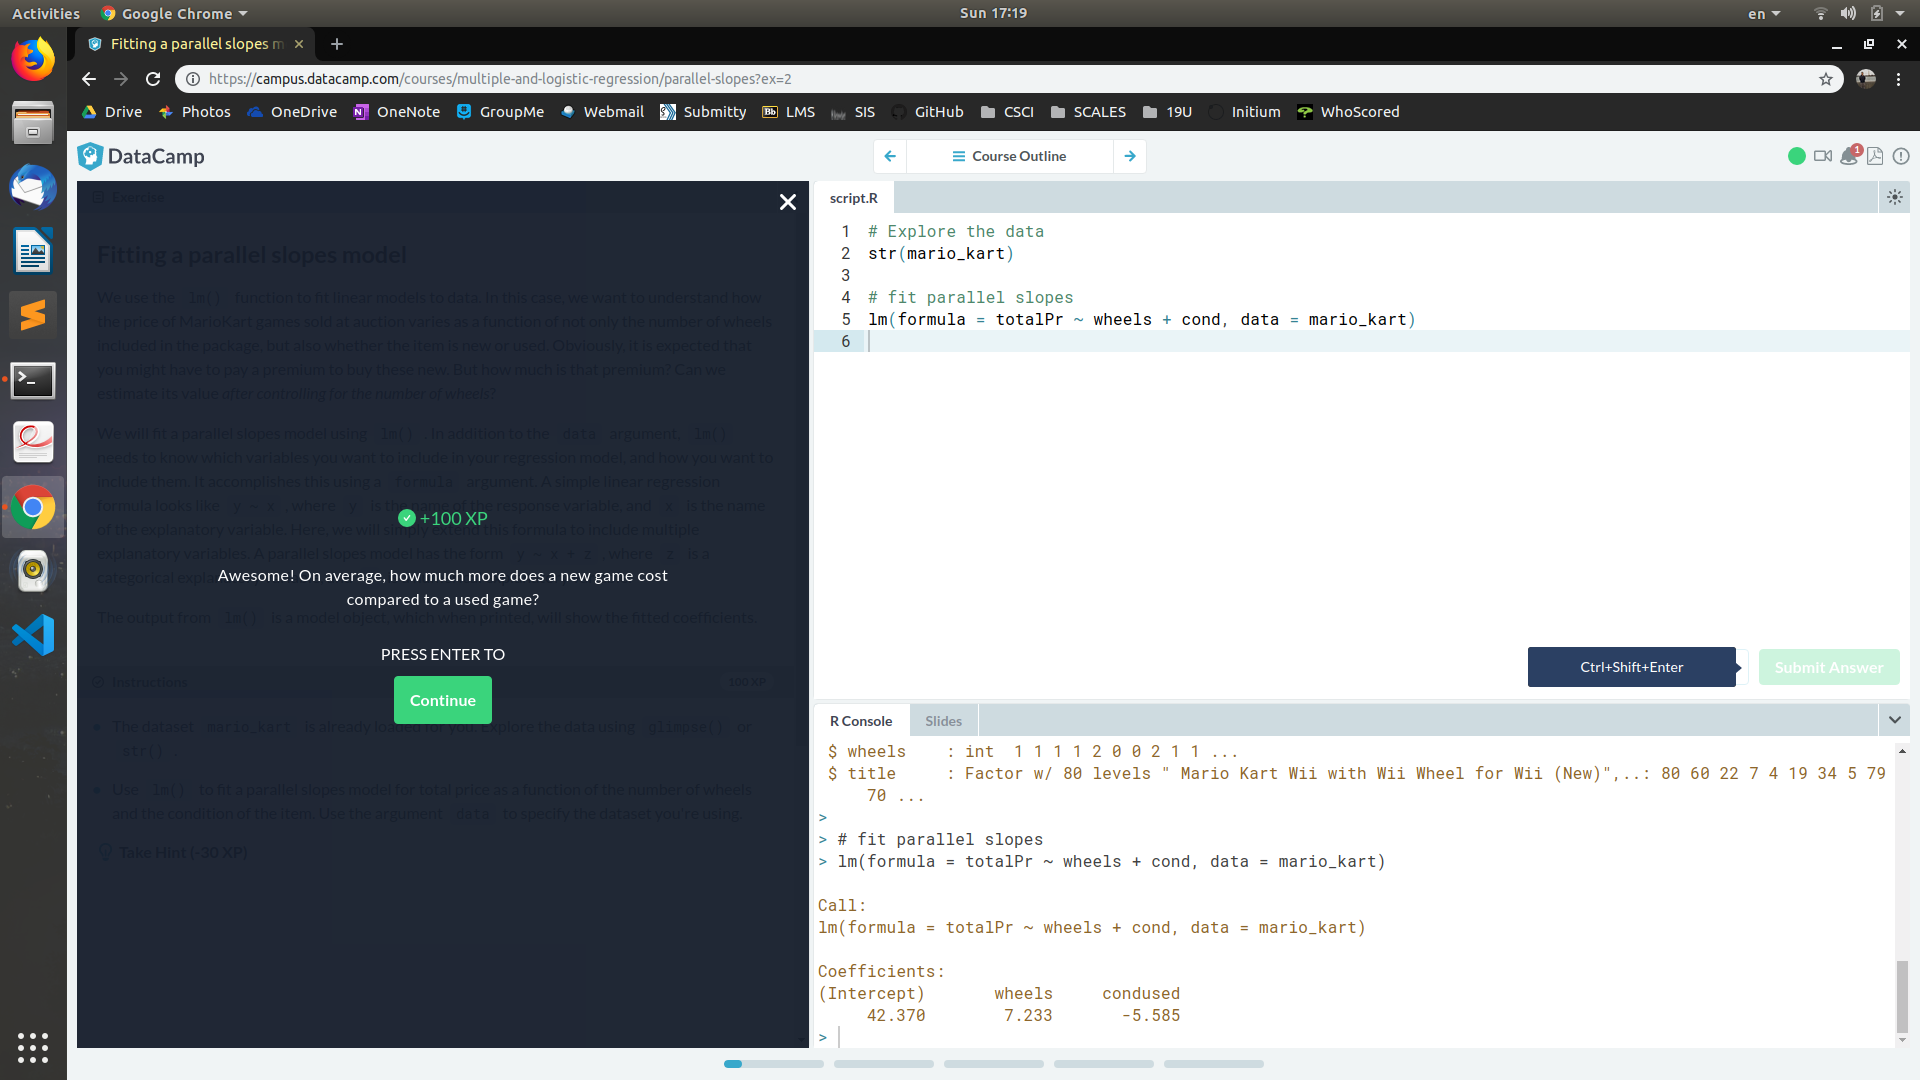 Activities
Google Chrome
Sun 17:19
en
Fitting a parallel slopes m
https://campus.datacamp.com/courses/multiple-and-logistic-regression/parallel-slopes?ex=2
Drive
Photos
OneDrive
OneNote
GroupMe
Webmail
Submitty
Bb LMS
SIS
GitHub
CSCI
SCALES
19U
Initium
WhoScored
DataCamp
Course Outline
1
Exercise
Fitting a parallel slopes model
We use the lm() function to fit linear models to data. In this case, we want to understand how
the price of MarioKart games sold at auction varies as a function of not only the number of wheels
included in the package, but also whether the item is new or used. Obviously, it is expected that
you might have to pay a premium to buy these new. But how much is that premium? Can we
estimate its value after controlling for the number of wheels?
We will fit a parallel slopes model using lm(). In addition to the data argument, lm()
needs to know which variables you want to include in your regression model, and how you want to
include them. It accomplishes this using a formula argument. A simple linear regression
formula looks like y ~ x, where y is the name of the response variable, and x is the name
of the explanatory variable. Here, we will simply extend this formula to include multiple
explanatory variables. A parallel slopes model has the form y ~ x + z, where z is a
categorical
The output from lm() is a model object, which when printed, will show the fitted coefficients.
+100 XP
Awesome! On average, how much more does a new game cost
compared to a used game?
PRESS ENTER TO
Continue
Instructions
100 XP
The dataset mario_kart is already loaded for you. Explore the data using glimpse() or
str().
Use lm() to fit a parallel slopes model for total price as a function of the number of wheels
and the condition of the item. Use the argument data to specify the dataset you're using.
Take Hint (-30 XP)
script.R
1 # Explore the data
2 str(mario_kart)
3
4 # fit parallel slopes
5 lm(formula = totalPr ~ wheels + cond, data = mario_kart)
6
Ctrl+Shift+Enter
Submit Answer
R Console
Slides
$ wheels : int 1 1 1 1 2 0 0 2 1 1 ...
$ title : Factor w/ 80 levels " Mario Kart Wii with Wii Wheel for Wii (New)",..: 80 60 22 7 4 19 34 5 79
70 ...
>
> # fit parallel slopes
> lm(formula = totalPr ~ wheels + cond, data = mario_kart)
Call:
lm(formula = totalPr ~ wheels + cond, data = mario_kart)
Coefficients:
(Intercept) wheels condused
42.370 7.233 -5.585
>